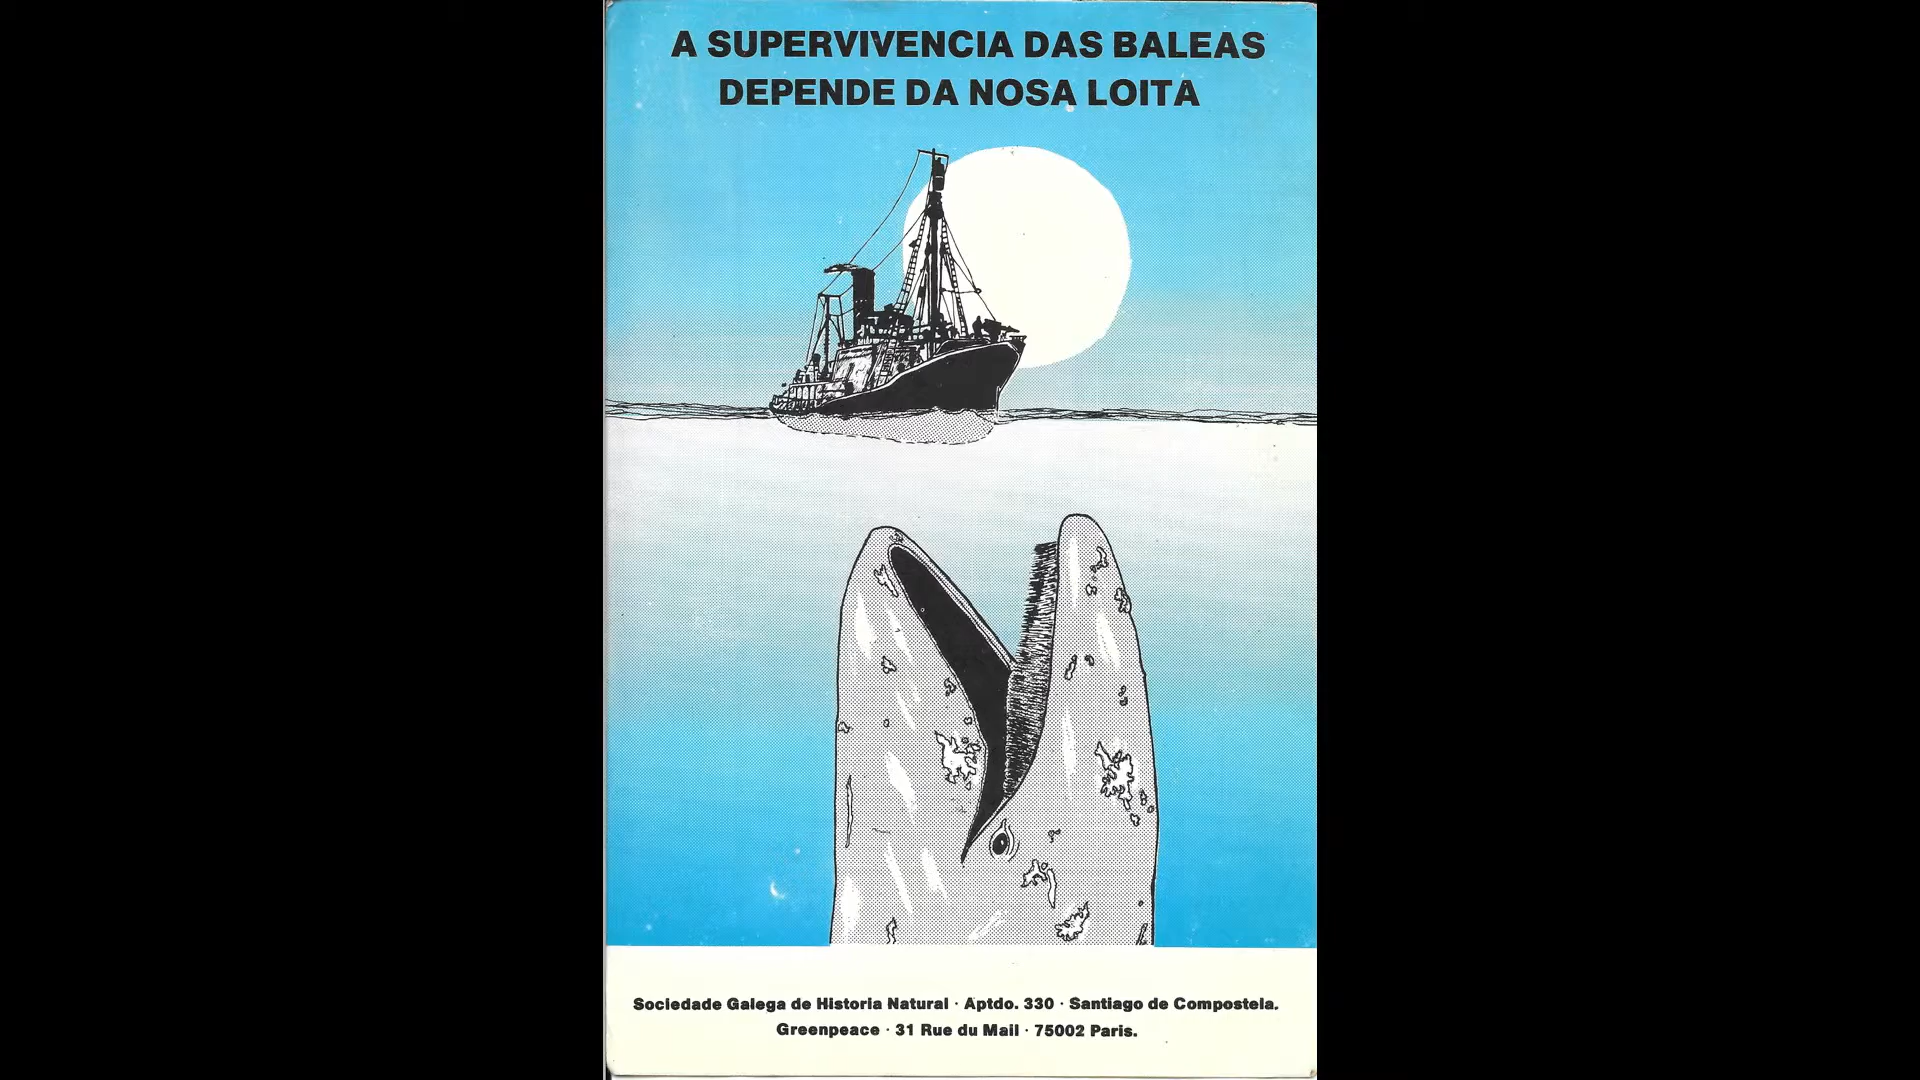 A SUPERVIVENCIA DAS BALEAS
DEPENDE DA NOSA LOITA
Sociedade Galega de Historia Natural · Aptdo. 330 · Santiago de Compostela.
Greenpeace · 31 Rue du Mail · 75002 Paris.